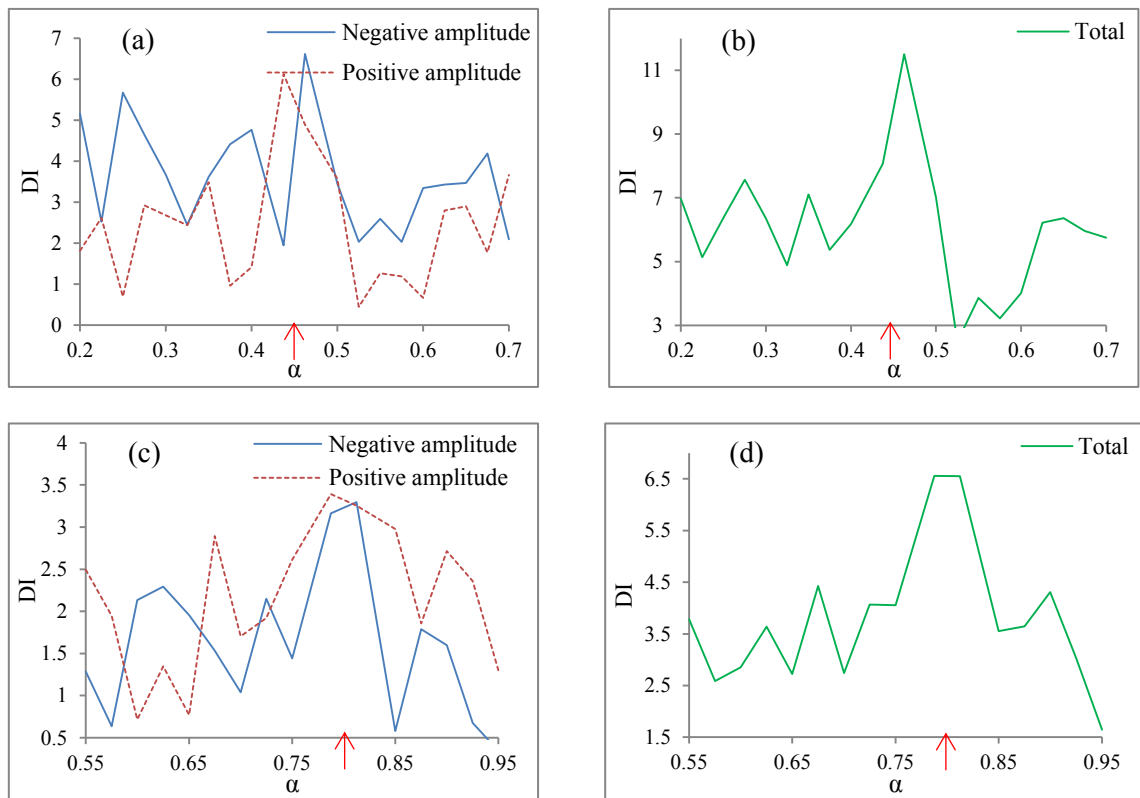 (a)
Negative amplitude
Positive amplitude
7
6
5
4
3
2
1
0
DI
0.2 0.3 0.4 0.5 0.6 0.7
α
(b)
Total
11
9
7
5
3
DI
0.2 0.3 0.4 0.5 0.6 0.7
α
(c)
Negative amplitude
Positive amplitude
4
3.5
3
2.5
2
1.5
1
0.5
DI
0.55 0.65 0.75 0.85 0.95
α
(d)
Total
6.5
5.5
4.5
3.5
2.5
1.5
DI
0.55 0.65 0.75 0.85 0.95
α